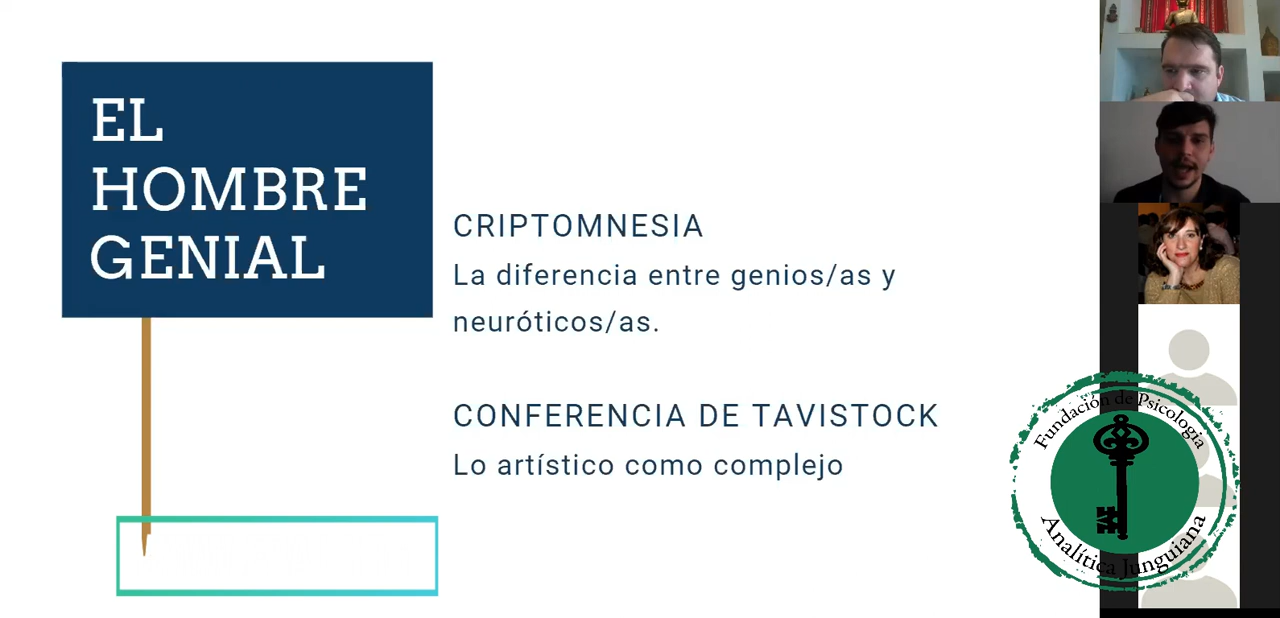 EL
HOMBRE
GENIAL
CRIPTOMNESIA
La diferencia entre genios/as y
neuróticos/as.
CONFERENCIA DE TAVISTOCK
Lo artístico como complejo
Fundación de Psicología
Analítica Junguiana